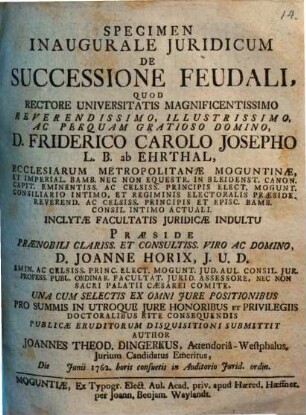 14.
SPECIMEN
INAUGURALE JURIDICUM
DE
SUCCESSIONE FEUDALI,
QUOD
RECTORE UNIVERSITATIS MAGNIFICENTISSIMO
REVERENDISSIMO, ILLUSTRISSIMO,
AC PERQUAM GRATIOSO DOMINO,
D. FRIDERICO CAROLO JOSEPHO
L. B. ab EHRTHAL,
ECCLESIARUM METROPOLITANÆ MOGUNTINÆ,
ET IMPERIAL. BAMB. NEC NON EQUESTR. IN BLEIDENST. CANON.
CAPIT. EMINENTISS. AC CELSISS. PRINCIPIS ELECT. MOGUNT.
CONSILIARIO INTIMO, ET REGIMINIS ELECTORALIS PRÆSIDE,
REVEREND. AC CELSISS. PRINCIPIS ET EPISC. BAMB.
CONSIL. INTIMO ACTUALI.
INCLYTÆ FACULTATIS JURIDICÆ INDULTU
PRÆSIDE
PRÆNOBILI CLARISS. ET CONSULTISS. VIRO AC DOMINO,
D. JOANNE HORIX, J. U. D.
EMIN. AC CELSISS. PRINC. ELECT. MOGUNT. JUD. AUL. CONSIL. JUR.
PROFESS. PUBL. ORDINAR. FACULTAT. JURID. ASSESSORE, NEC NON
SACRI PALATII CÆSAREI COMITE.
UNA CUM SELECTIS EX OMNI JURE POSITIONIBUS
PRO SUMMIS IN UTROQUE JURE HONORIBUS ET PRIVILEGIIS
DOCTORALIBUS RITE CONSEQUENDIS
PUBLICÆ ERUDITORUM DISQUISITIONI SUBMITTIT
AUTHOR
JOANNES THEOD. DINGERKUS, Attendoriâ-Westphalus,
Jurium Candidatus Emeritus,
Die Junii 1762. horis consuetis in Auditorio Jurid. ordin.
MOGUNTIÆ, Ex Typogr. Elect. Aul. Acad. priv. apud Hæred. Hæffner.
per Joann. Benjam. Wayland.